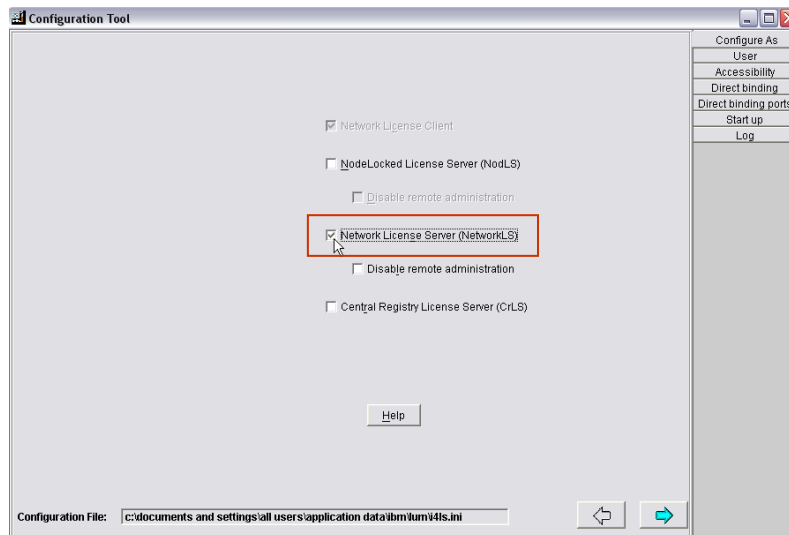 Configuration Tool
Configure As
User
Accessibility
Direct binding
Direct binding ports
Start up
Log
Network License Client
NodeLocked License Server (NodLS)
Disable remote administration
Network License Server (NetworkLS)
Disable remote administration
Central Registry License Server (CrLS)
Help
Configuration File: c:\documents and settings\all users\application data\ibm\lum\i4ls.ini